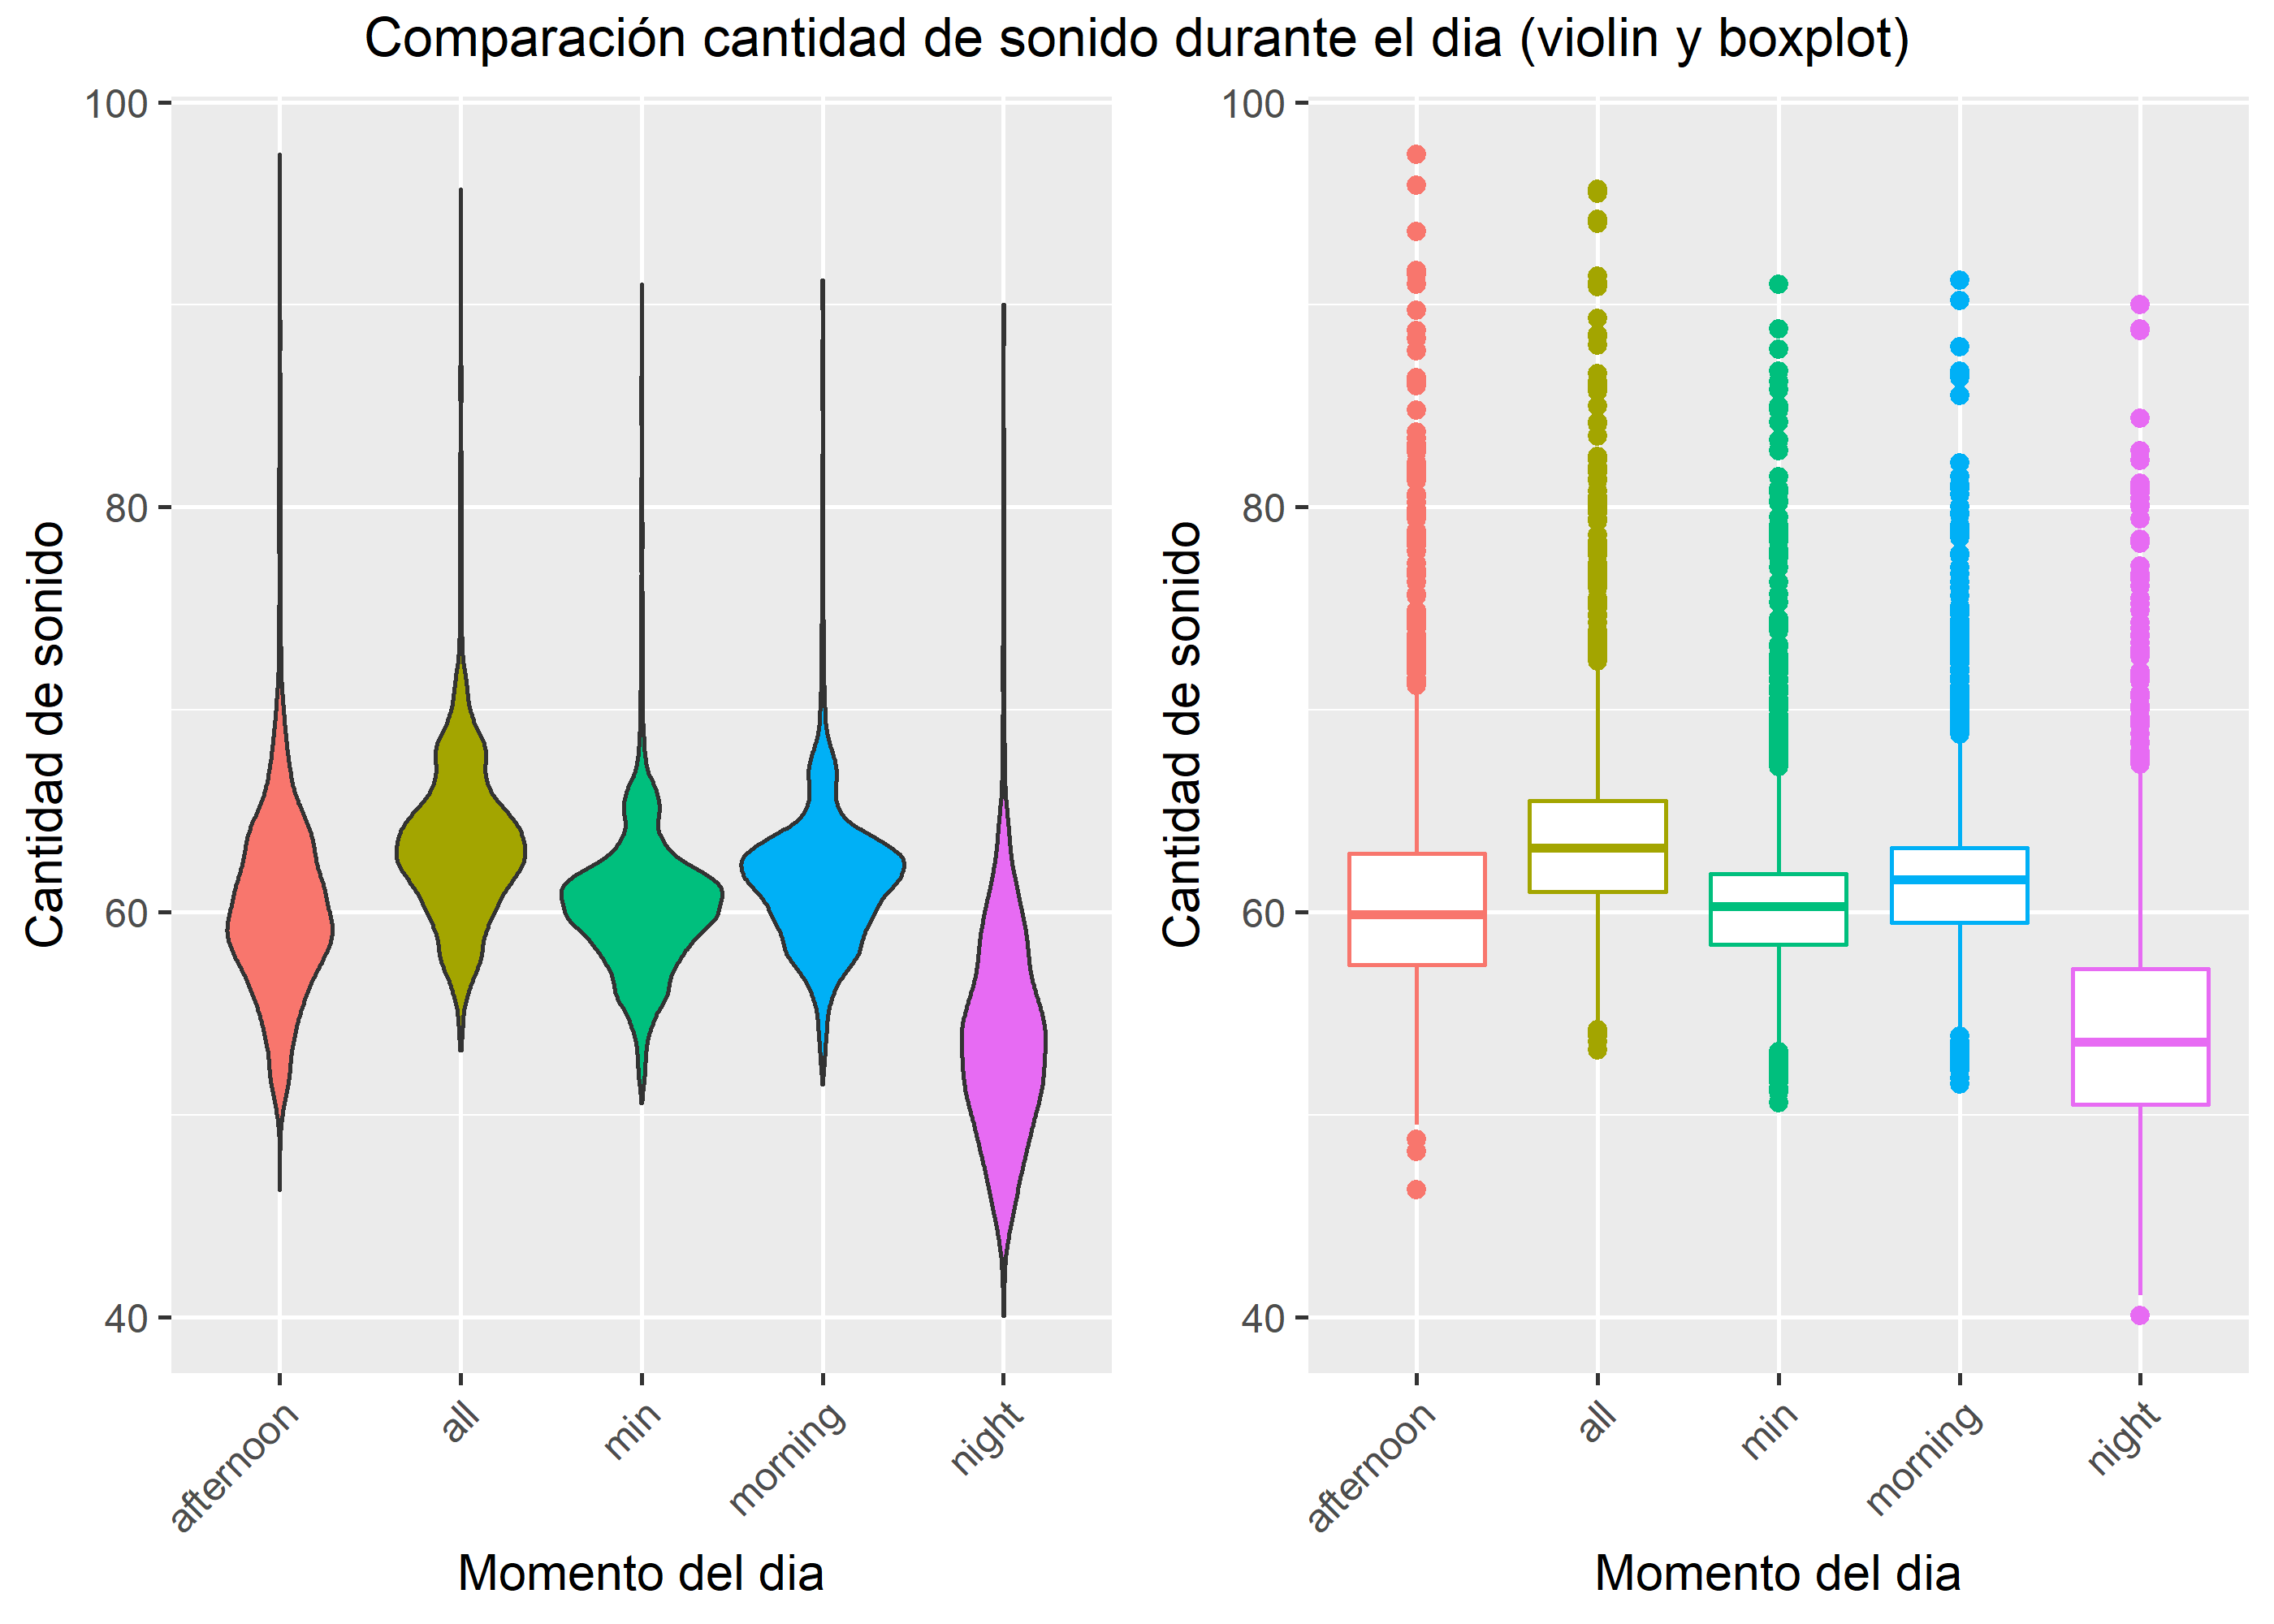 Comparación cantidad de sonido durante el dia (violin y boxplot)
Cantidad de sonido
100
80
60
40
afternoon
all
min
morning
night
Momento del dia
Cantidad de sonido
100
80
60
40
afternoon
all
min
morning
night
Momento del dia